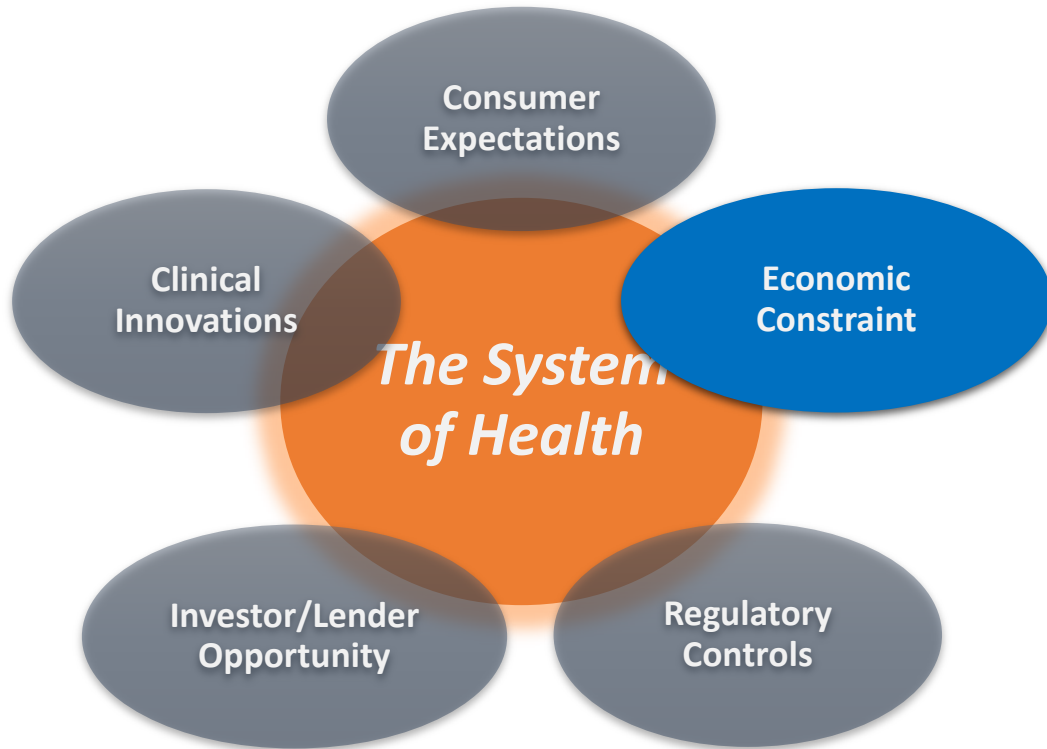 Consumer
Expectations
Clinical
Innovations
Economic
Constraint
The System
of Health
Investor/Lender
Opportunity
Regulatory
Controls